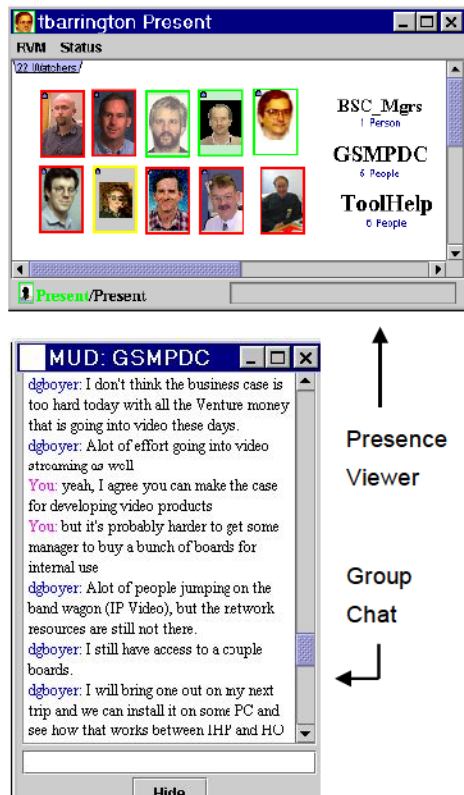 tbarrington Present
RVM Status
22 Watchers
BSC_Mgrs
1 Person
GSMPDC
6 People
ToolHelp
6 People
Present/Present
MUD: GSMPDC
dgboyer: I don't think the business case is
too hard today with all the Venture money
that is going into video these days.
dgboyer: Alot of effort going into video
streaming as well
You: yeah, I agree you can make the case
for developing video products
You: but it's probably harder to get some
manager to buy a bunch of boards for
internal use
dgboyer: Alot of people jumping on the
band wagon (IP Video), but the network
resources are still not there.
dgboyer: I still have access to a couple
boards.
dgboyer: I will bring one out on my next
trip and we can install it on some PC and
see how that works between IHP and HO
Hide
Presence
Viewer
Group
Chat